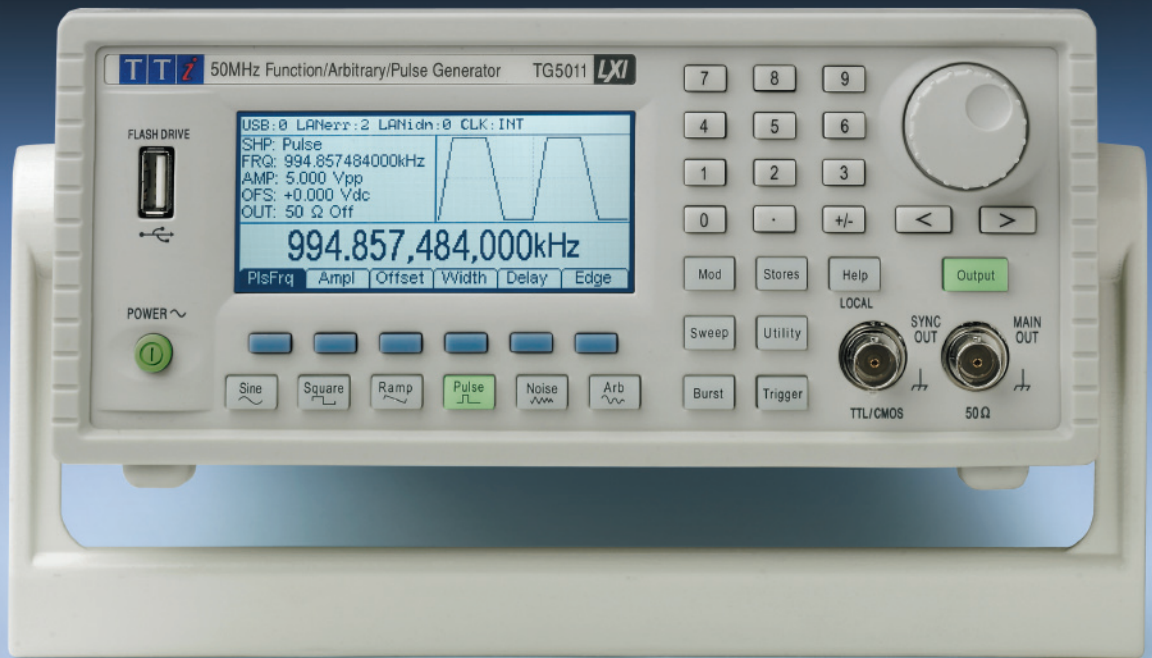 TTi 50MHz Function/Arbitrary/Pulse Generator TG5011 LXI
FLASH DRIVE
USB:0 LANerr:2 LANidn:0 CLK:INT
SHP: Pulse
FRQ: 994.857484000kHz
AMP: 5.000 Vpp
OFS: +0.000 Vdc
OUT: 50 Ω Off
994.857,484,000kHz
PlsFrq Ampl Offset Width Delay Edge
POWER
Sine Square Ramp Pulse Noise Arb
7 8 9
4 5 6
1 2 3
0 . +/- < >
Mod Stores Help Output
LOCAL
Sweep Utility
SYNC OUT
MAIN OUT
Burst Trigger
TTL/CMOS 50Ω